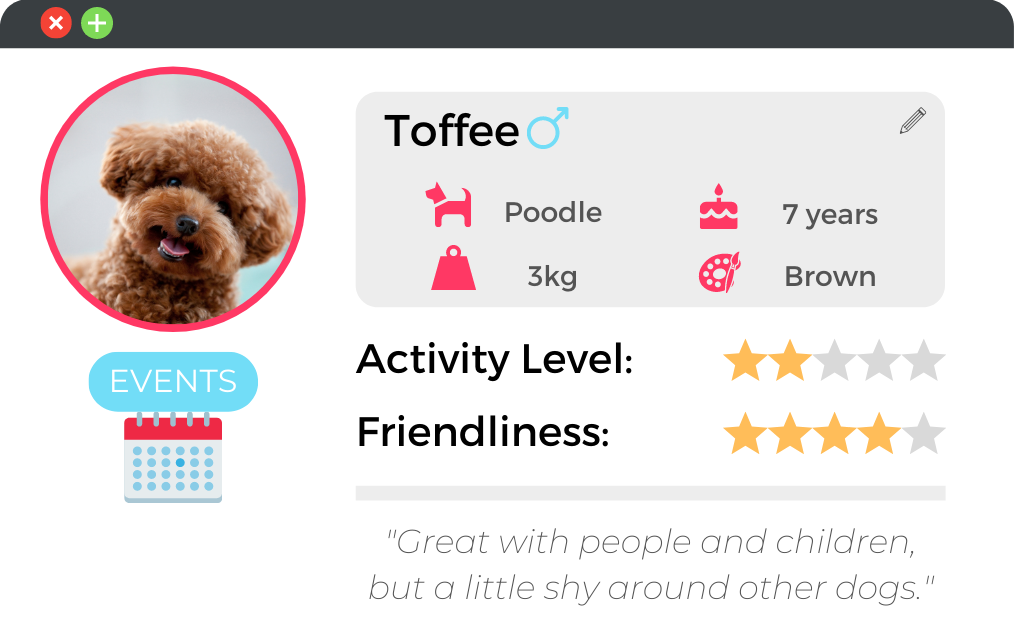 Toffee
Poodle
7 years
3kg
Brown
EVENTS
Activity Level:
Friendliness:
"Great with people and children,
but a little shy around other dogs."